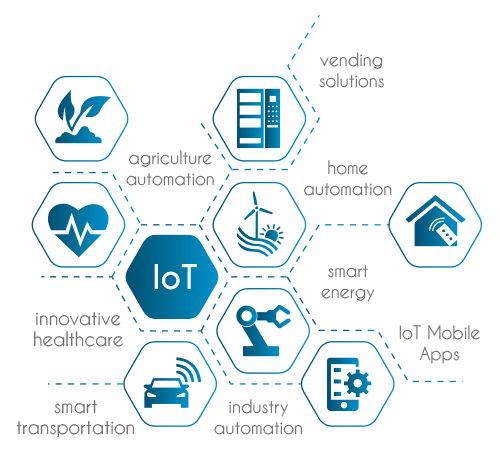 vending
solutions
agriculture
automation
home
automation
IoT
smart
energy
innovative
healthcare
IoT Mobile
Apps
smart
transportation
industry
automation